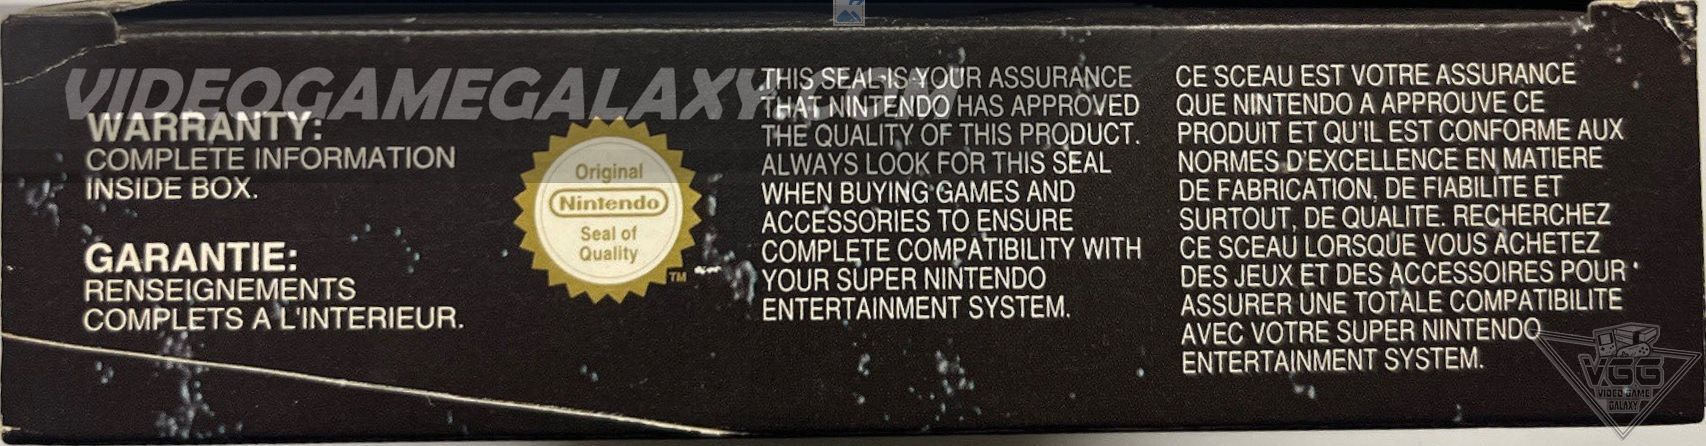 VIDEOGAMEGALAXY.COM
WARRANTY:
COMPLETE INFORMATION
INSIDE BOX.
GARANTIE:
RENSEIGNEMENTS
COMPLETS A L'INTERIEUR.
Original
Nintendo
Seal of
Quality
TM
THIS SEAL IS YOUR ASSURANCE
THAT NINTENDO HAS APPROVED
THE QUALITY OF THIS PRODUCT.
ALWAYS LOOK FOR THIS SEAL
WHEN BUYING GAMES AND
ACCESSORIES TO ENSURE
COMPLETE COMPATIBILITY WITH
YOUR SUPER NINTENDO
ENTERTAINMENT SYSTEM.
CE SCEAU EST VOTRE ASSURANCE
QUE NINTENDO A APPROUVE CE
PRODUIT ET QU'IL EST CONFORME AUX
NORMES D'EXCELLENCE EN MATIERE
DE FABRICATION, DE FIABILITE ET
SURTOUT, DE QUALITE. RECHERCHEZ
CE SCEAU LORSQUE VOUS ACHETEZ
DES JEUX ET DES ACCESSOIRES POUR
ASSURER UNE TOTALE COMPATIBILITE
AVEC VOTRE SUPER NINTENDO
ENTERTAINMENT SYSTEM.
VGG
VIDEO GAME
GALAXY